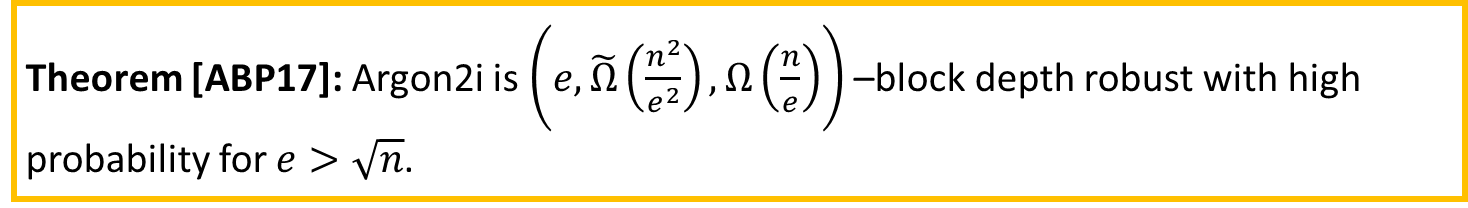 Theorem [ABP17]: Argon2i is (e, Ω̃(n²/e²), Ω(n/e)) –block depth robust with high
probability for e > √n.